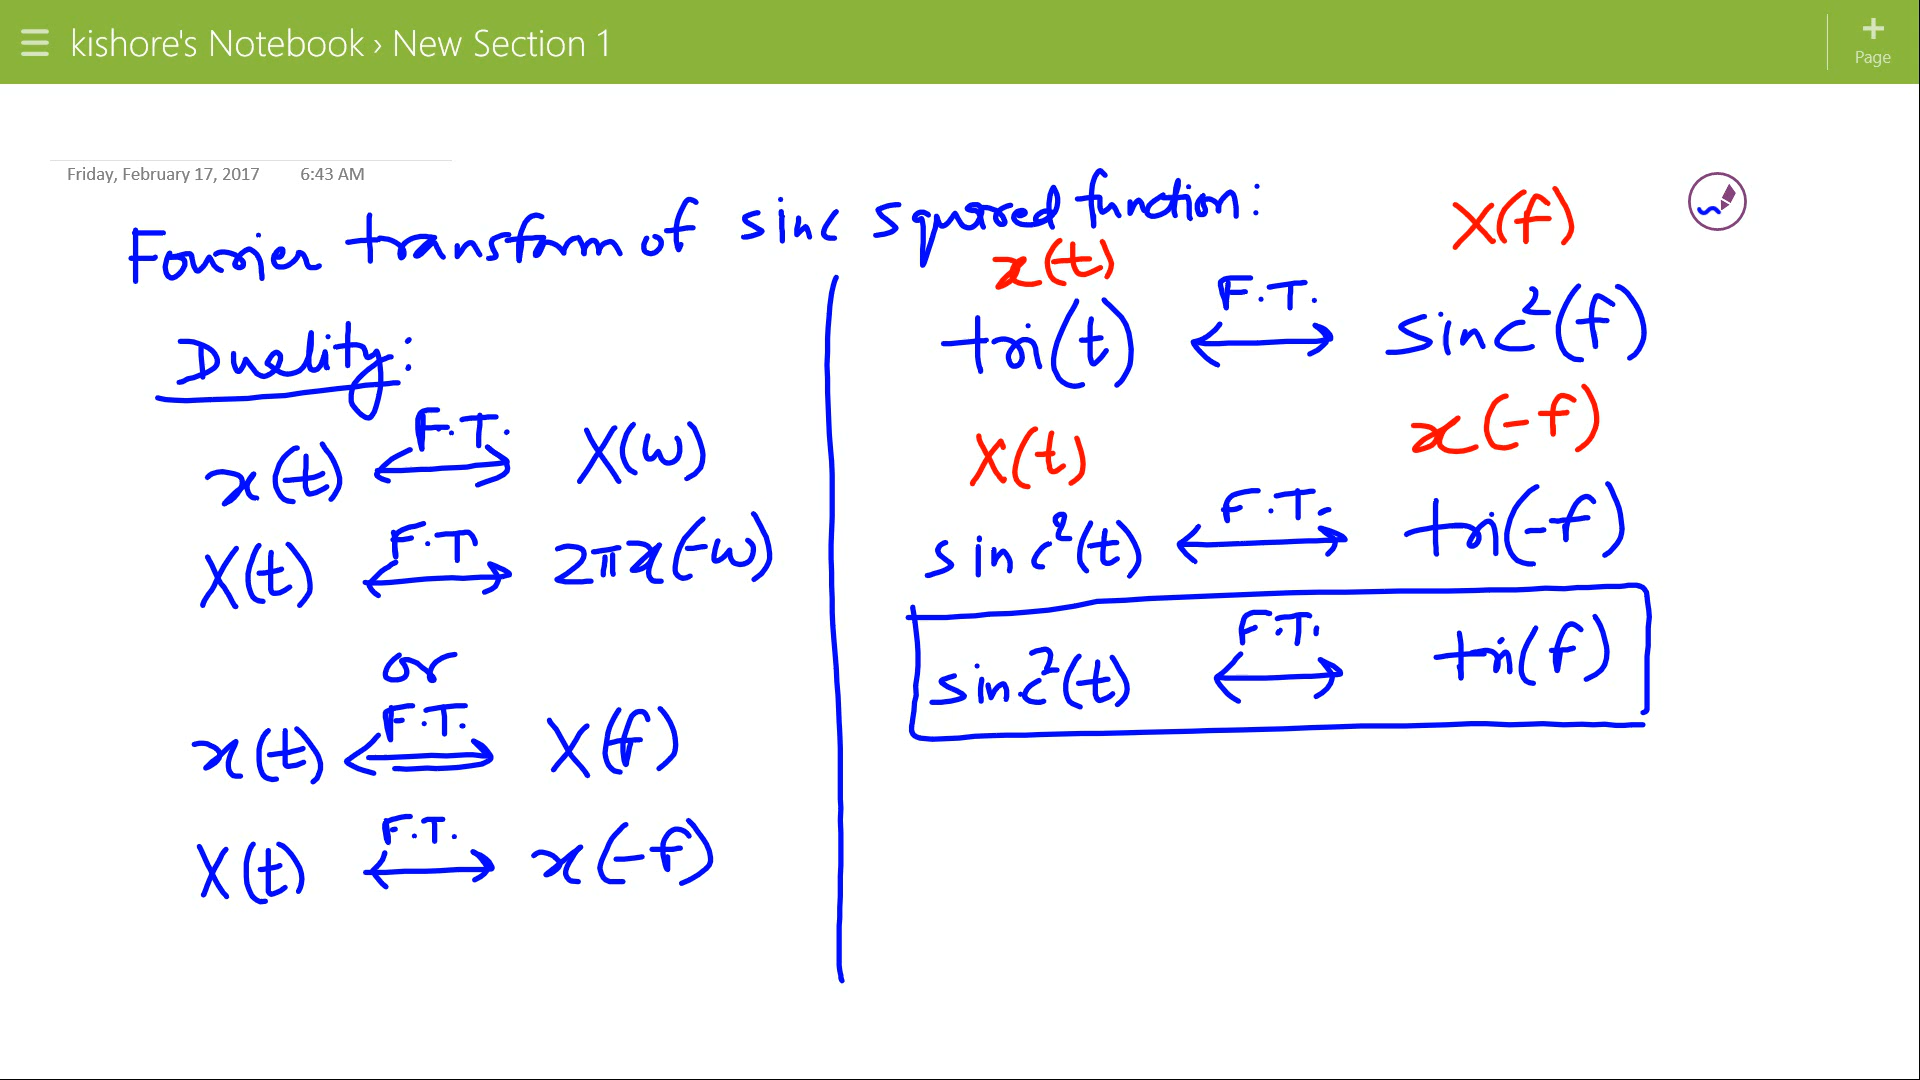 kishore's Notebook › New Section 1
+
Page
Friday, February 17, 2017 6:43 AM
Fourier transform of sinc squared function:
Duality:
x(t) F.T. ⟷ X(w)
X(t) F.T ⟷ 2πx(-w)
or
x(t) F.T. ⟷ X(f)
X(t) F.T. ⟷ x(-f)
x(t) X(f)
tri(t) F.T. ⟷ sinc²(f)
X(t) x(-f)
sinc²(t) F.T. ⟷ tri(-f)
sinc²(t) F.T. ⟷ tri(f)